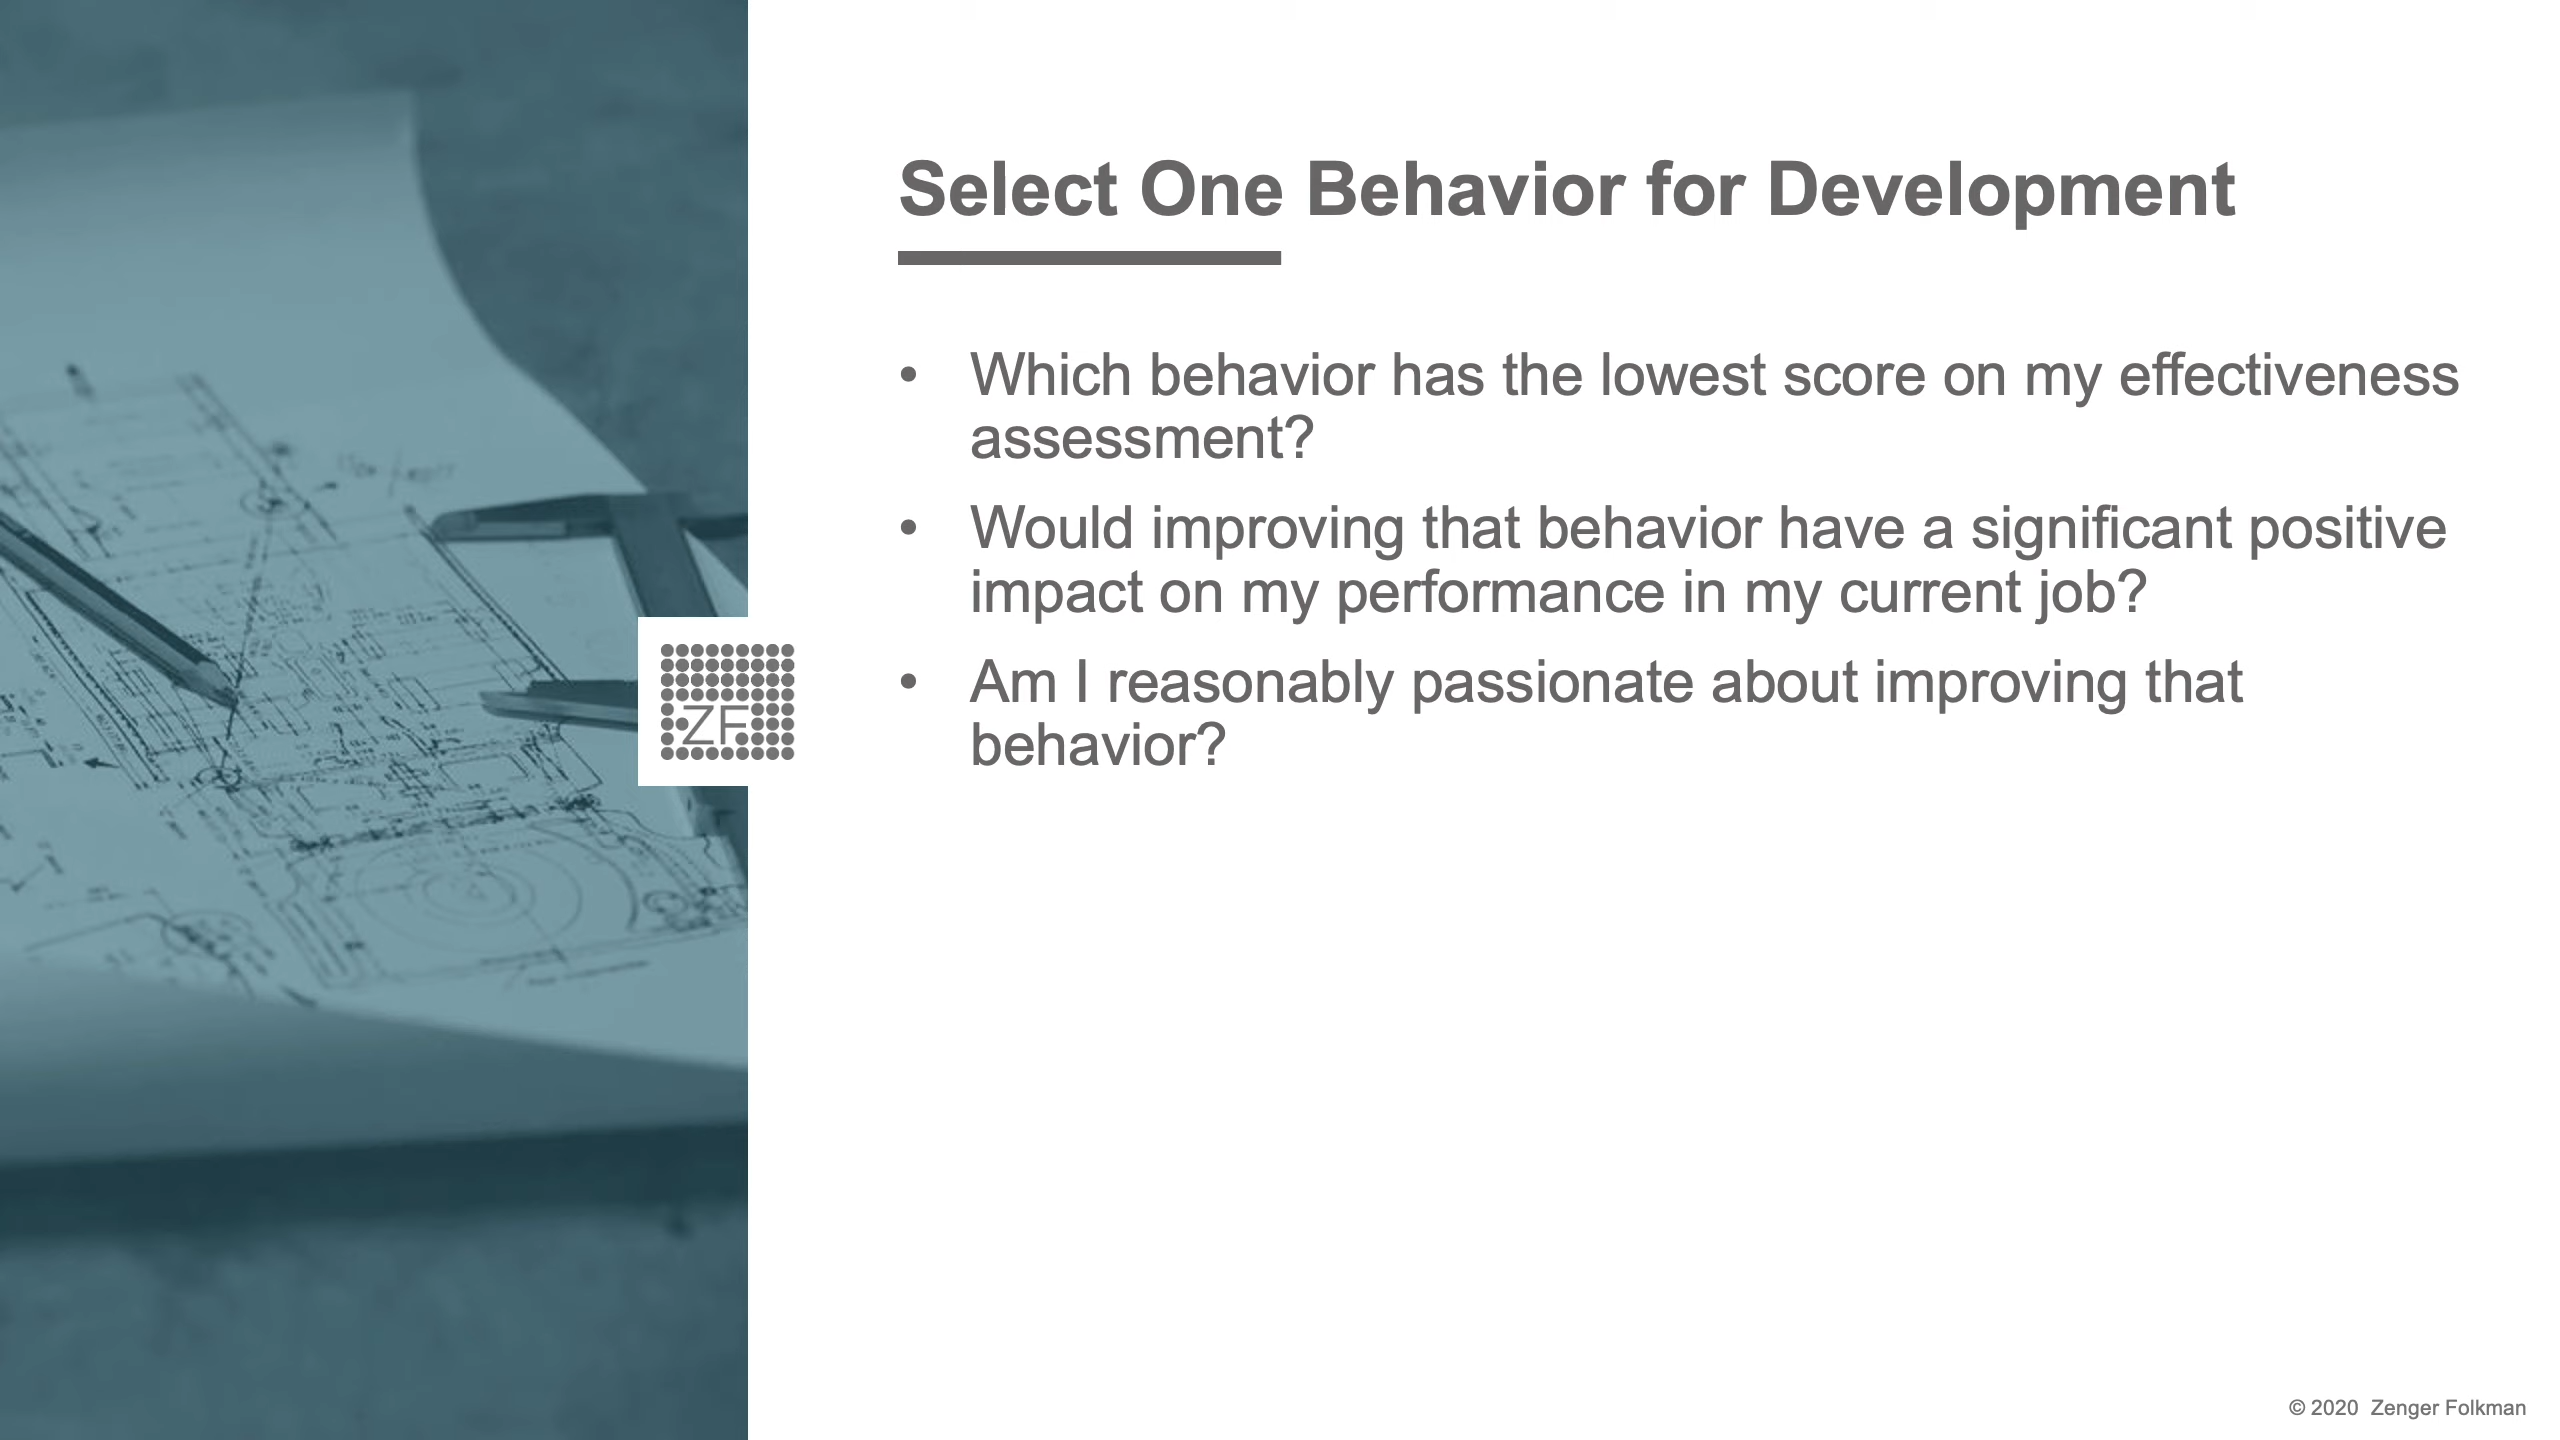 Select One Behavior for Development
• Which behavior has the lowest score on my effectiveness
assessment?
• Would improving that behavior have a significant positive
impact on my performance in my current job?
• Am I reasonably passionate about improving that
behavior?
ZF
© 2020 Zenger Folkman